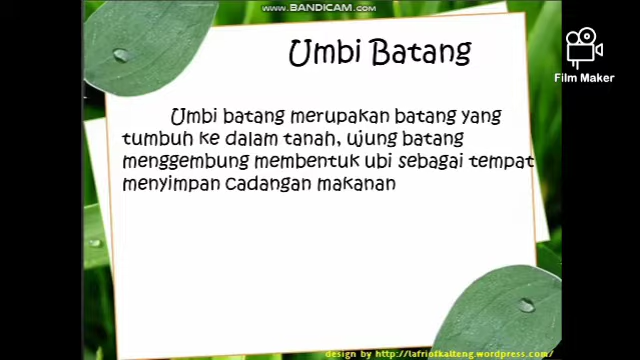 www.BANDICAM.com
Umbi Batang
Film Maker
Umbi batang merupakan batang yang
tumbuh ke dalam tanah, ujung batang
menggembung membentuk ubi sebagai tempat
menyimpan cadangan makanan
design by http://lafriofkalteng.wordpress.com/